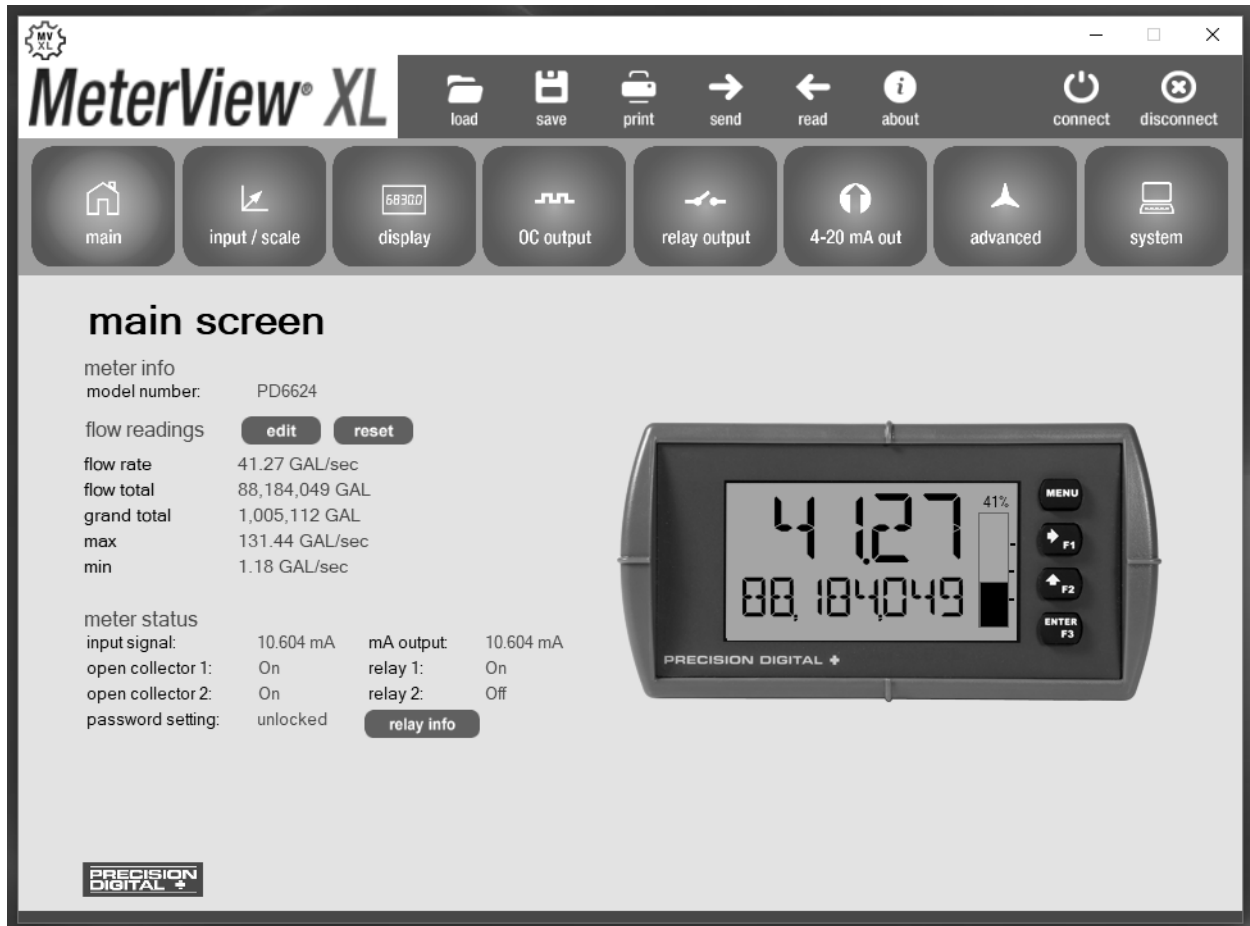 MV
XL
MeterView® XL
load save print send read about connect disconnect
68300
main input / scale display OC output relay output 4-20 mA out advanced system
main screen
meter info
model number: PD6624
flow readings edit reset
flow rate 41.27 GAL/sec
flow total 88,184,049 GAL
grand total 1,005,112 GAL
max 131.44 GAL/sec
min 1.18 GAL/sec
meter status
input signal: 10.604 mA mA output: 10.604 mA
open collector 1: On relay 1: On
open collector 2: On relay 2: Off
password setting: unlocked relay info
41.27
41%
88,184,049
MENU
F1
F2
ENTER
F3
PRECISION DIGITAL
PRECISION
DIGITAL